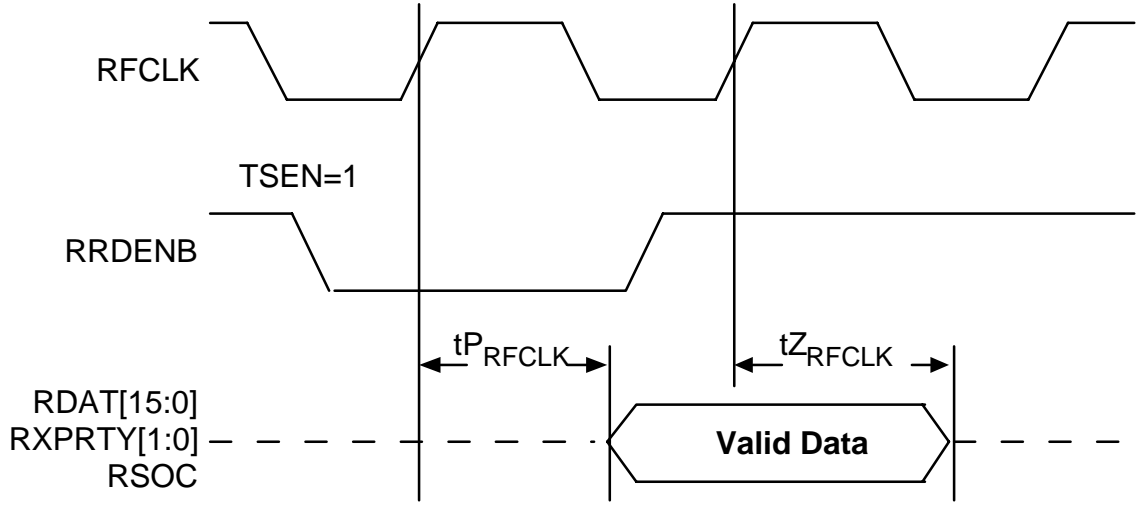 RFCLK
TSEN=1
RRDENB
tPRFCLK
tZRFCLK
RDAT[15:0]
RXPRTY[1:0]
RSOC
Valid Data